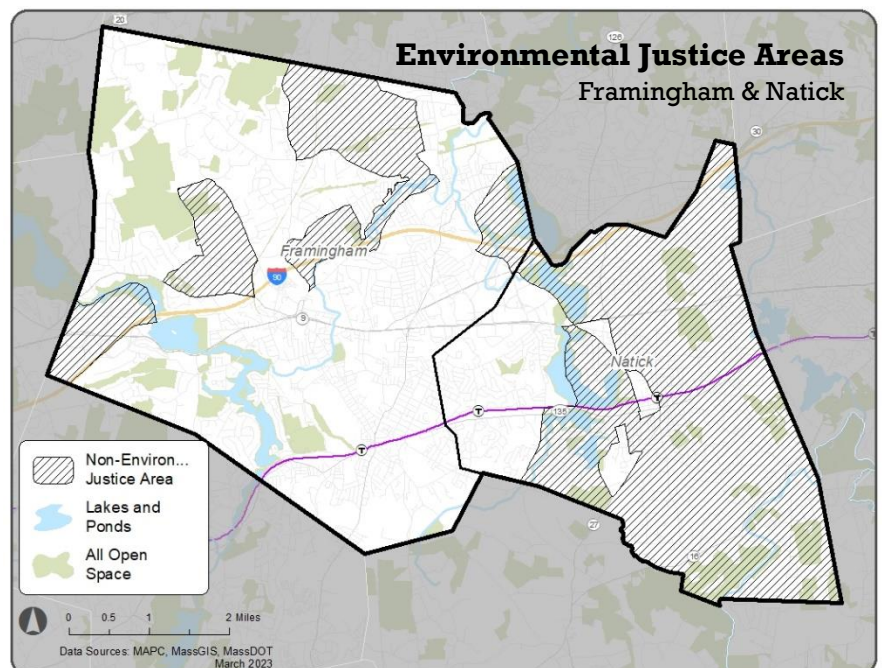 20
126
Environmental Justice Areas
Framingham & Natick
30
Framingham
90
9
Natick
T
T
135
T
T
T
27
16
Non-Environ...
Justice Area
Lakes and
Ponds
All Open
Space
0 0.5 1 2 Miles
Data Sources: MAPC, MassGIS, MassDOT
March 2023